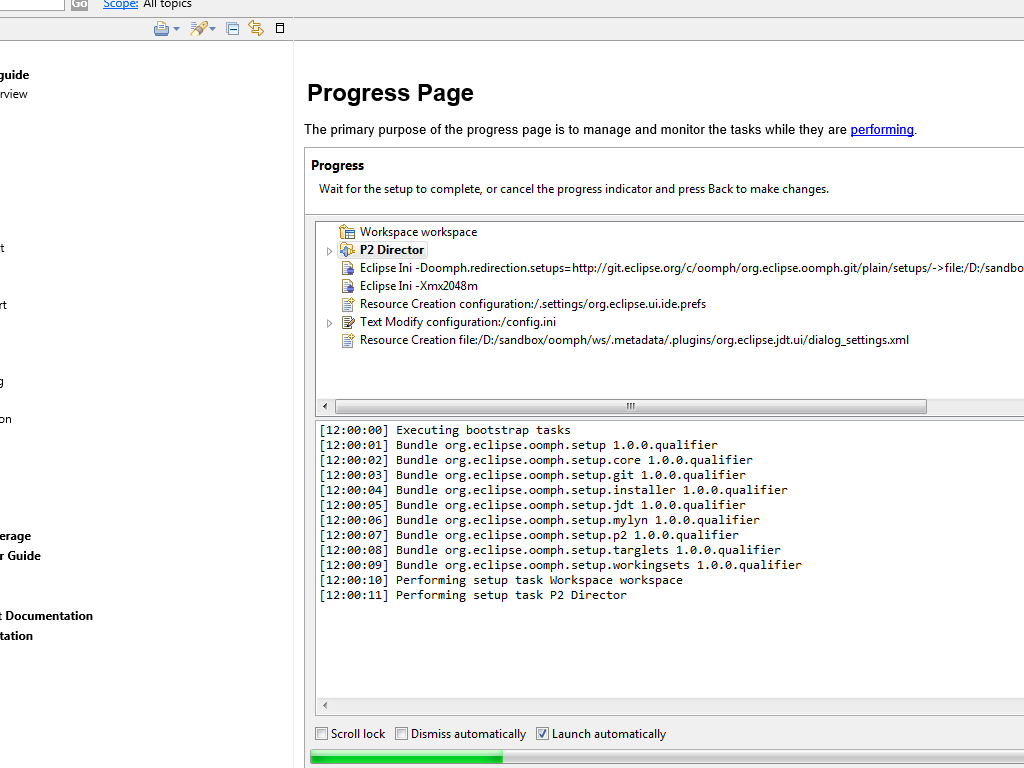 Go Scope: All topics
guide
rview
t
rt
g
on
erage
r Guide
t Documentation
tation
Progress Page
The primary purpose of the progress page is to manage and monitor the tasks while they are performing.
Progress
Wait for the setup to complete, or cancel the progress indicator and press Back to make changes.
Workspace workspace
P2 Director
Eclipse Ini -Doomph.redirection.setups=http://git.eclipse.org/c/oomph/org.eclipse.oomph.git/plain/setups/->file:/D:/sandbo
Eclipse Ini -Xmx2048m
Resource Creation configuration:/.settings/org.eclipse.ui.ide.prefs
Text Modify configuration:/config.ini
Resource Creation file:/D:/sandbox/oomph/ws/.metadata/.plugins/org.eclipse.jdt.ui/dialog_settings.xml
[12:00:00] Executing bootstrap tasks
[12:00:01] Bundle org.eclipse.oomph.setup 1.0.0.qualifier
[12:00:02] Bundle org.eclipse.oomph.setup.core 1.0.0.qualifier
[12:00:03] Bundle org.eclipse.oomph.setup.git 1.0.0.qualifier
[12:00:04] Bundle org.eclipse.oomph.setup.installer 1.0.0.qualifier
[12:00:05] Bundle org.eclipse.oomph.setup.jdt 1.0.0.qualifier
[12:00:06] Bundle org.eclipse.oomph.setup.mylyn 1.0.0.qualifier
[12:00:07] Bundle org.eclipse.oomph.setup.p2 1.0.0.qualifier
[12:00:08] Bundle org.eclipse.oomph.setup.targlets 1.0.0.qualifier
[12:00:09] Bundle org.eclipse.oomph.setup.workingsets 1.0.0.qualifier
[12:00:10] Performing setup task Workspace workspace
[12:00:11] Performing setup task P2 Director
Scroll lock Dismiss automatically Launch automatically